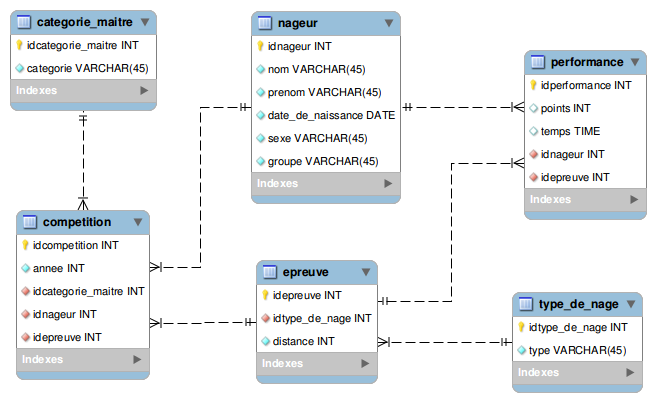 categorie_maitre
idcategorie_maitre INT
categorie VARCHAR(45)
Indexes
nageur
idnageur INT
nom VARCHAR(45)
prenom VARCHAR(45)
date_de_naissance DATE
sexe VARCHAR(45)
groupe VARCHAR(45)
Indexes
performance
idperformance INT
points INT
temps TIME
idnageur INT
idepreuve INT
Indexes
competition
idcompetition INT
annee INT
idcategorie_maitre INT
idnageur INT
idepreuve INT
Indexes
epreuve
idepreuve INT
idtype_de_nage INT
distance INT
Indexes
type_de_nage
idtype_de_nage INT
type VARCHAR(45)
Indexes